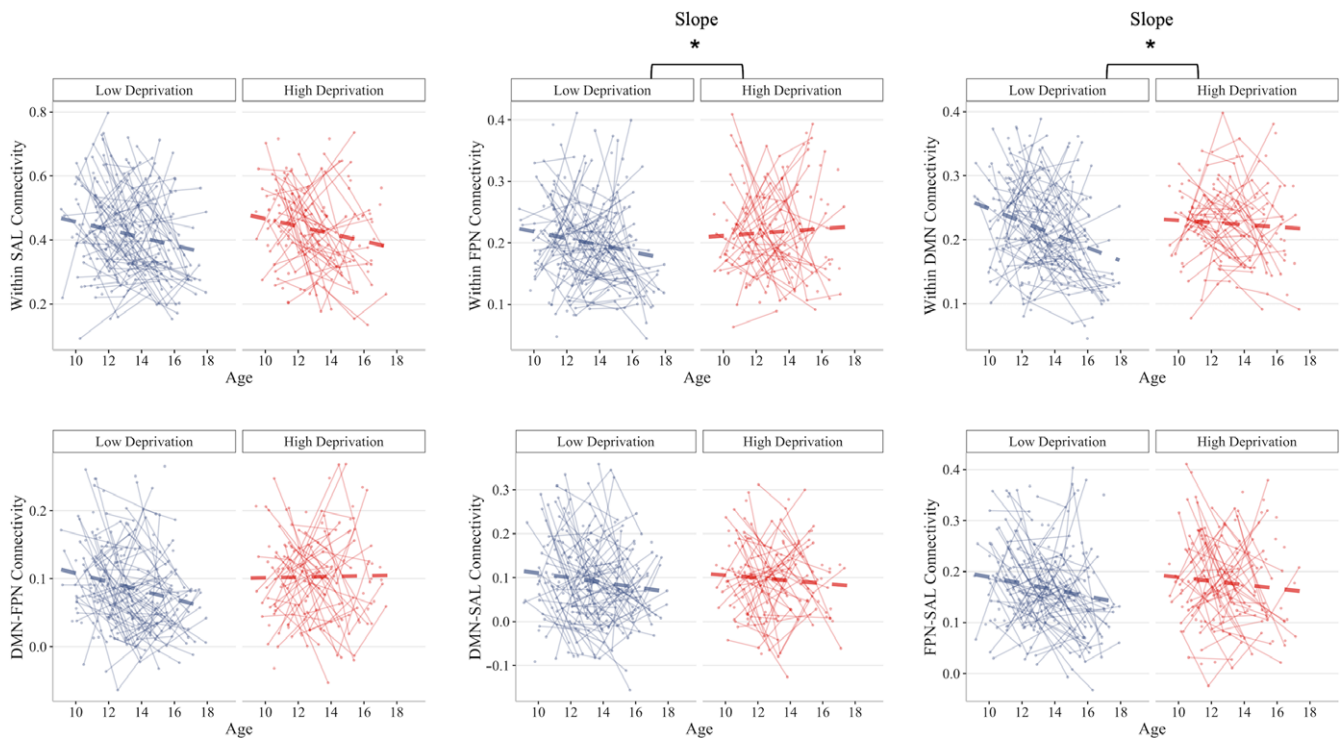 Slope
*
Slope
*
Low Deprivation
High Deprivation
Within SAL Connectivity
0.8
0.6
0.4
0.2
10 12 14 16 18 10 12 14 16 18
Age
Low Deprivation
High Deprivation
Within FPN Connectivity
0.4
0.3
0.2
0.1
10 12 14 16 18 10 12 14 16 18
Age
Low Deprivation
High Deprivation
Within DMN Connectivity
0.4
0.3
0.2
0.1
10 12 14 16 18 10 12 14 16 18
Age
Low Deprivation
High Deprivation
DMN-FPN Connectivity
0.2
0.1
0.0
10 12 14 16 18 10 12 14 16 18
Age
Low Deprivation
High Deprivation
DMN-SAL Connectivity
0.3
0.2
0.1
0.0
−0.1
10 12 14 16 18 10 12 14 16 18
Age
Low Deprivation
High Deprivation
FPN-SAL Connectivity
0.4
0.3
0.2
0.1
0.0
10 12 14 16 18 10 12 14 16 18
Age